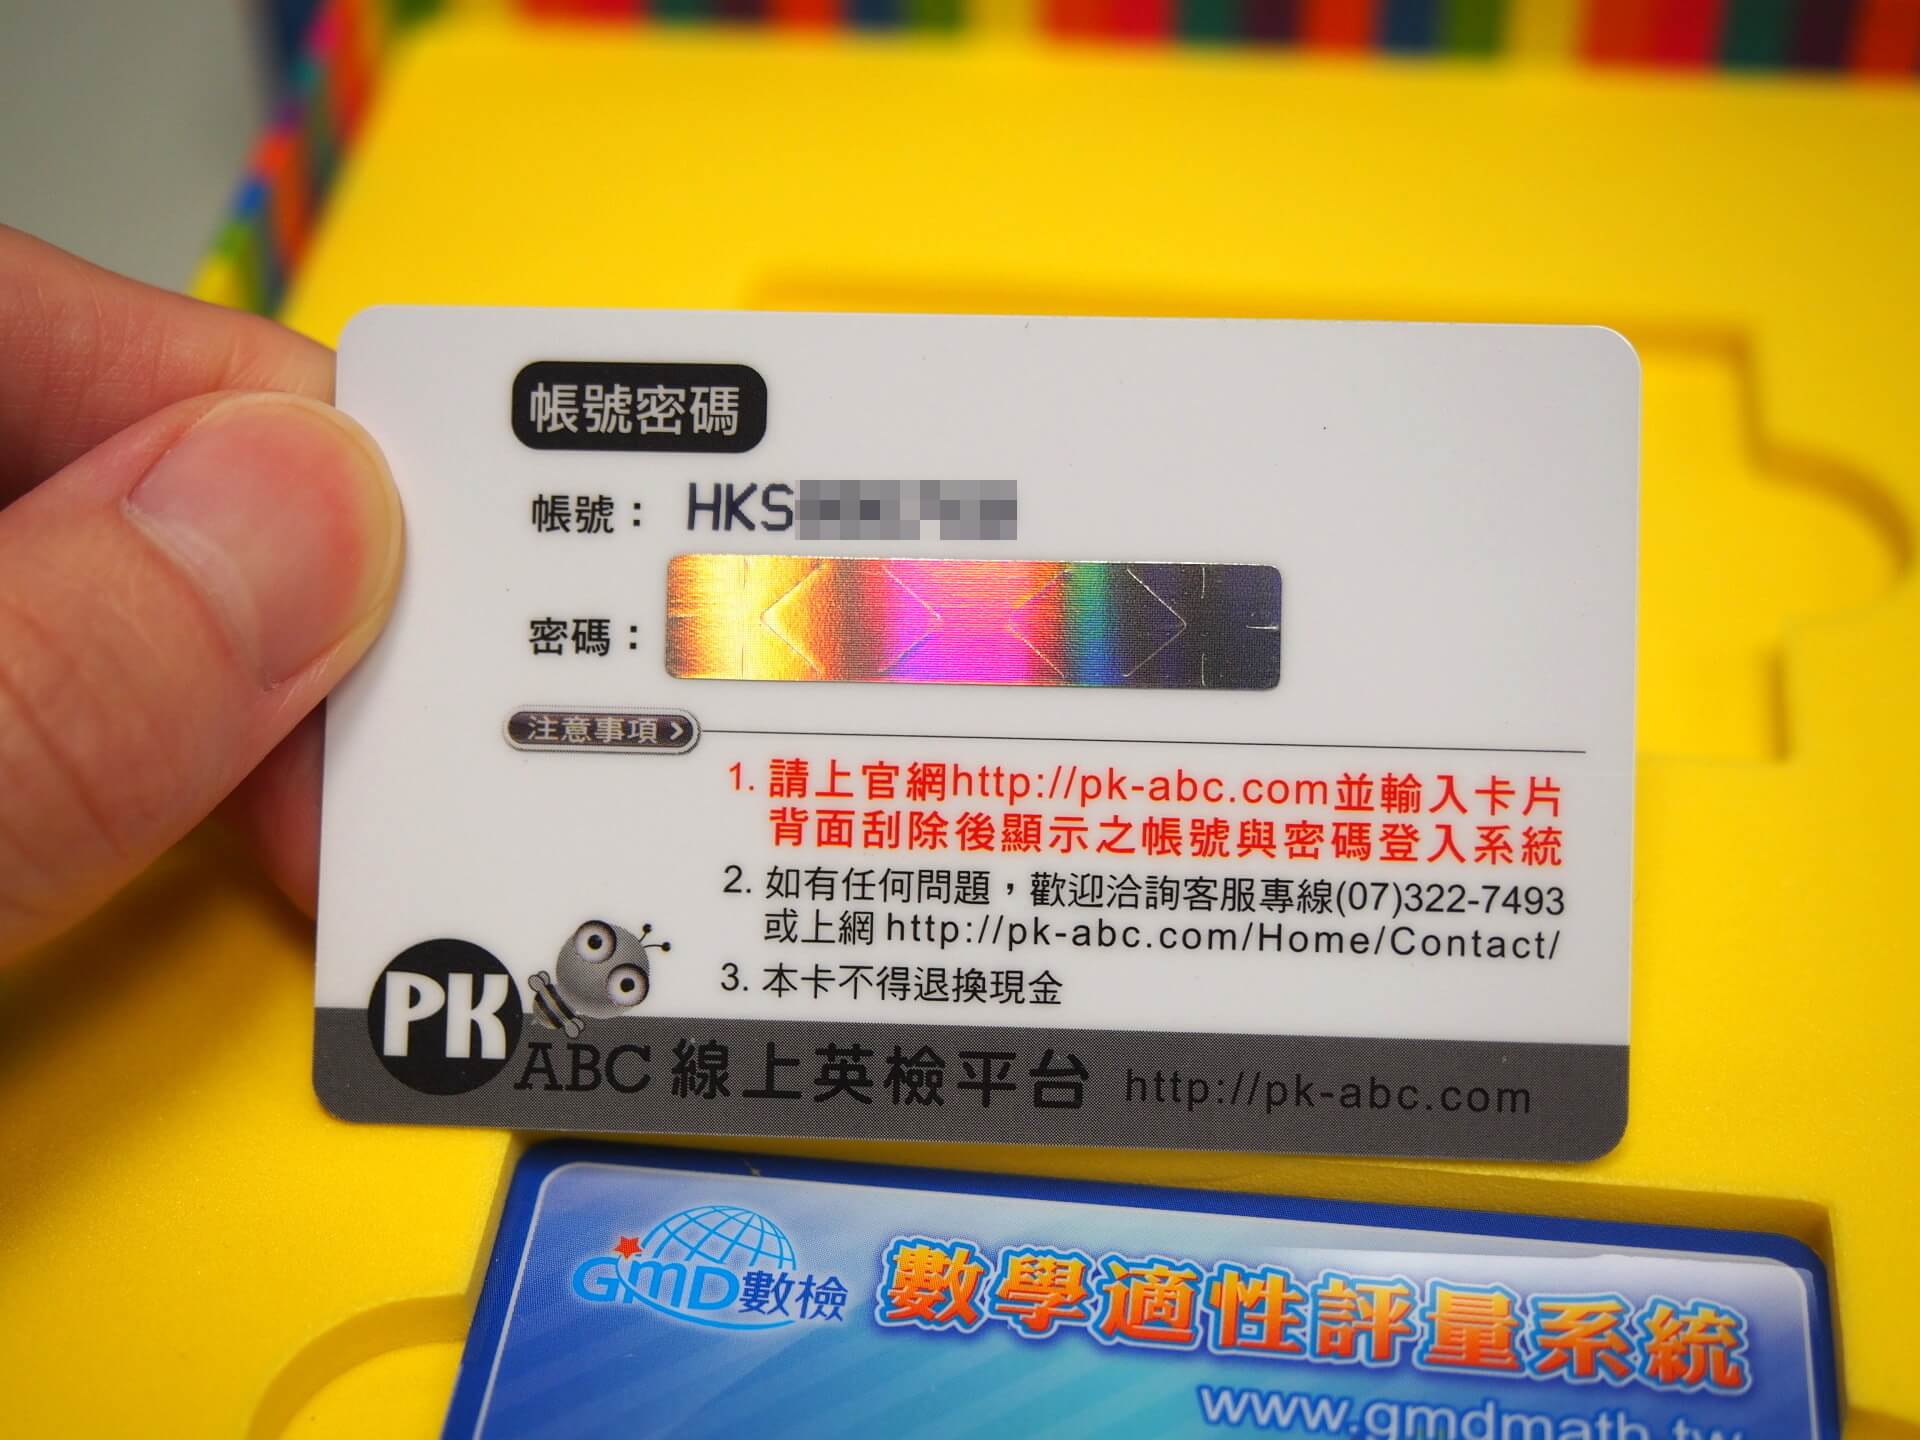 帳號密碼
帳號： HKS
密碼：
注意事項
1. 請上官網http://pk-abc.com並輸入卡片
背面刮除後顯示之帳號與密碼登入系統
2. 如有任何問題，歡迎洽詢客服專線(07)322-7493
或上網 http://pk-abc.com/Home/Contact/
3. 本卡不得退換現金
PK ABC 線上英檢平台 http://pk-abc.com
GMD數檢 數學適性評量系統
www.gmdmath.tw